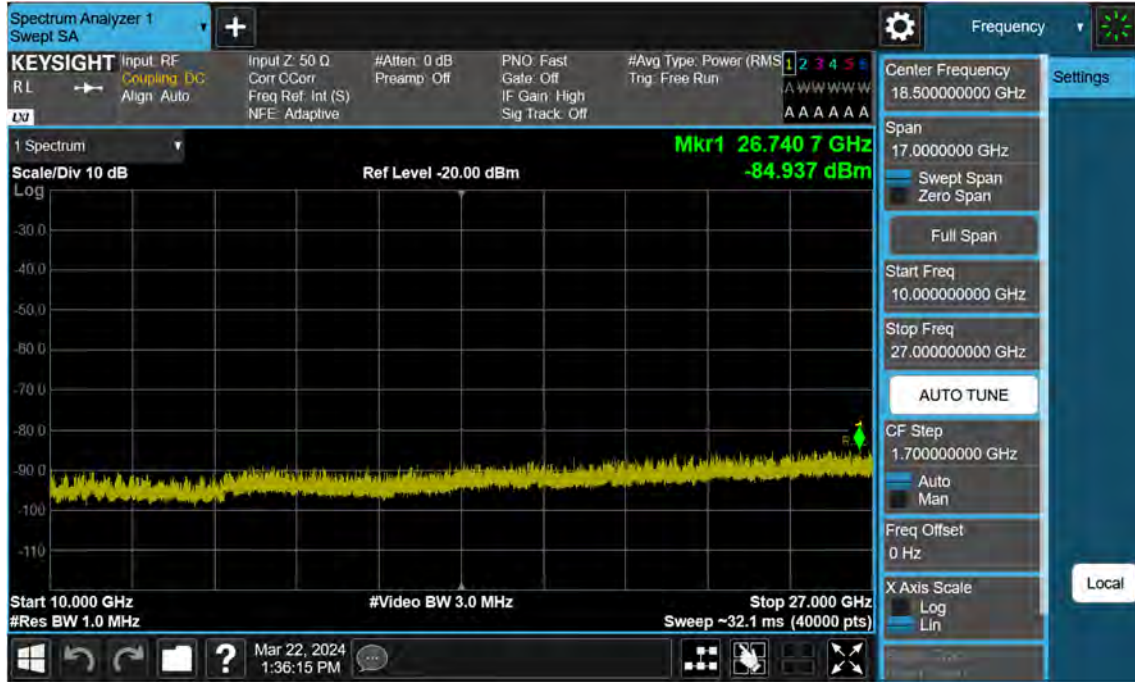 Spectrum Analyzer 1
Swept SA
Frequency
KEYSIGHT
Input: RF
Coupling: DC
Align: Auto
Input Z: 50 Ω
Corr CCorr
Freq Ref: Int (S)
NFE: Adaptive
#Atten: 0 dB
Preamp: Off
PNO: Fast
Gate: Off
IF Gain: High
Sig Track: Off
#Avg Type: Power (RMS
Trig: Free Run
1 2 3 4 5 6
A W W W W W
A A A A A A
R L
LXI
1 Spectrum
Scale/Div 10 dB
Ref Level -20.00 dBm
Mkr1 26.740 7 GHz
-84.937 dBm
Log
-30.0
-40.0
-50.0
-60.0
-70.0
-80.0
-90.0
-100
-110
1
Start 10.000 GHz
#Video BW 3.0 MHz
Stop 27.000 GHz
#Res BW 1.0 MHz
Sweep ~32.1 ms (40000 pts)
Center Frequency
18.500000000 GHz
Span
17.0000000 GHz
Swept Span
Zero Span
Full Span
Start Freq
10.000000000 GHz
Stop Freq
27.000000000 GHz
AUTO TUNE
CF Step
1.700000000 GHz
Auto
Man
Freq Offset
0 Hz
X Axis Scale
Log
Lin
Settings
Local
?
Mar 22, 2024
1:36:15 PM